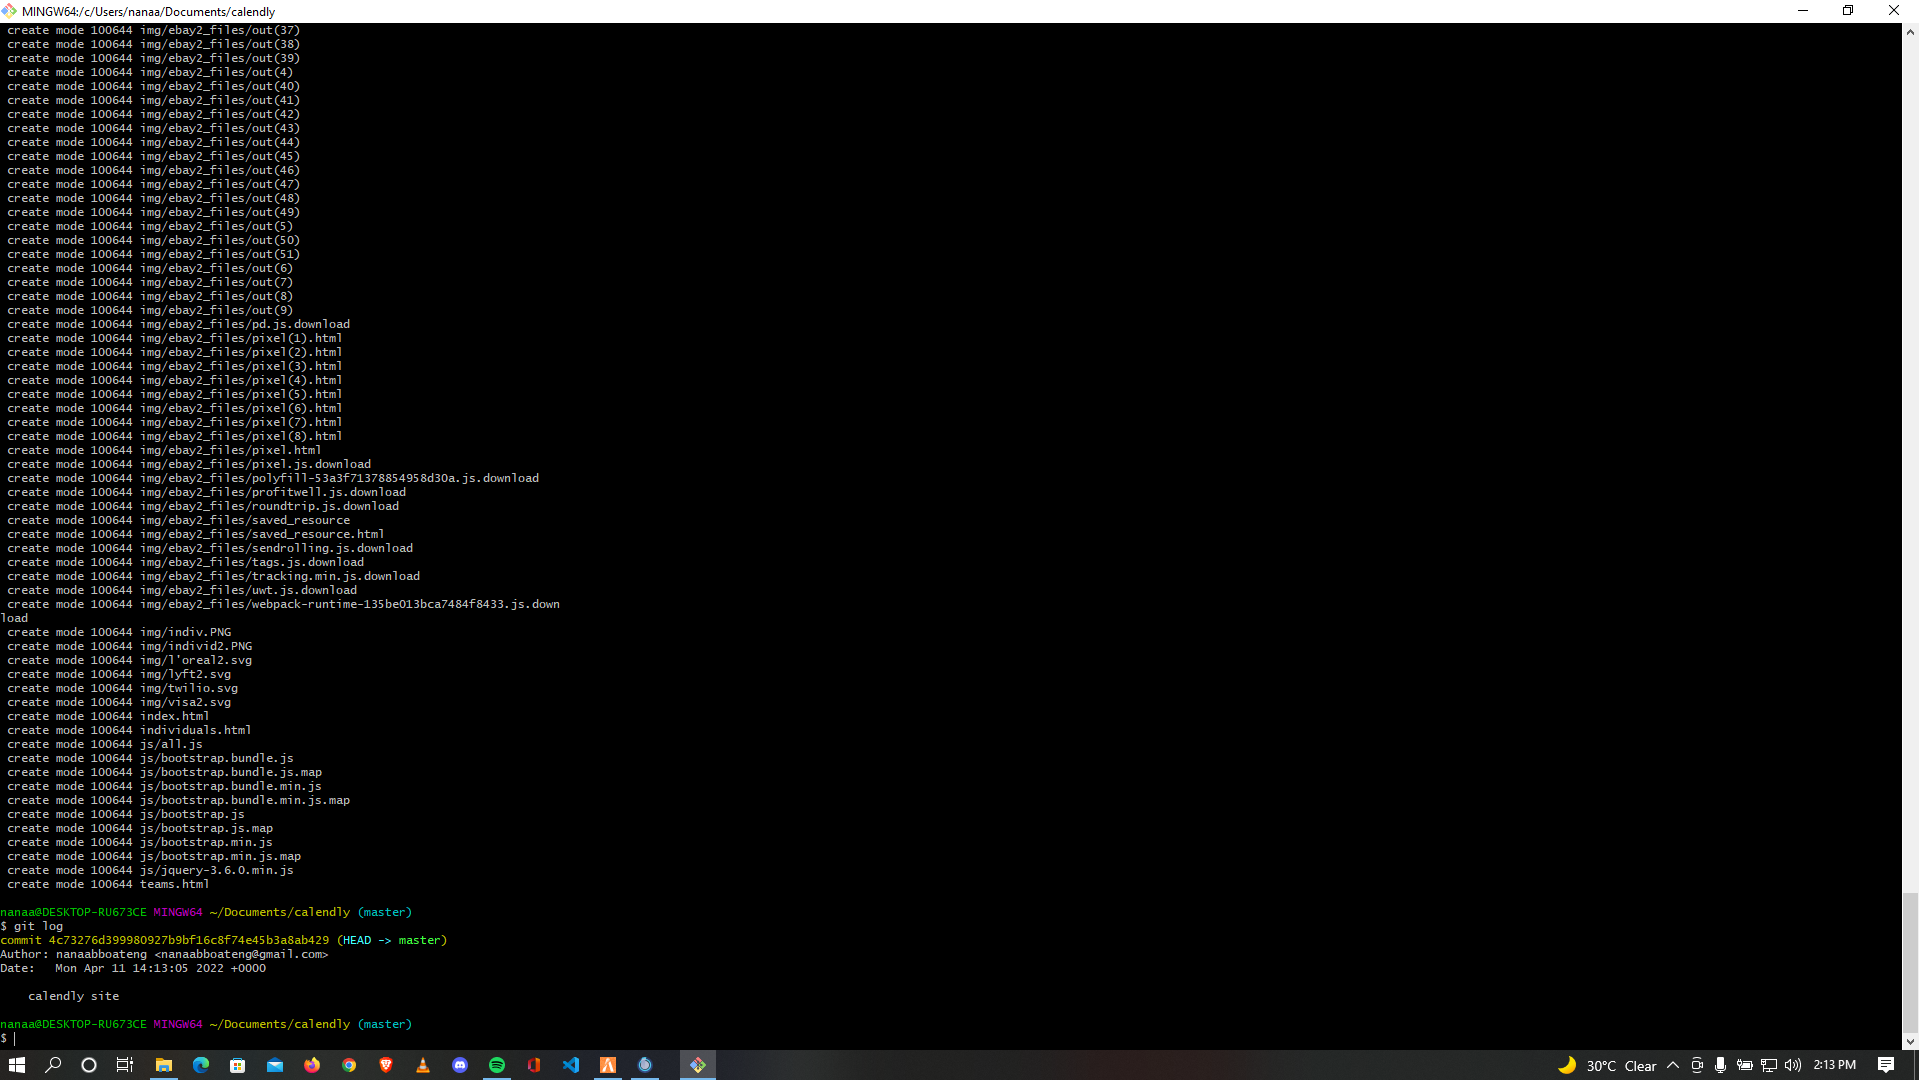 MINGW64:/c/Users/nanaa/Documents/calendly
create mode 100644 img/ebay2_files/out(37)
create mode 100644 img/ebay2_files/out(38)
create mode 100644 img/ebay2_files/out(39)
create mode 100644 img/ebay2_files/out(4)
create mode 100644 img/ebay2_files/out(40)
create mode 100644 img/ebay2_files/out(41)
create mode 100644 img/ebay2_files/out(42)
create mode 100644 img/ebay2_files/out(43)
create mode 100644 img/ebay2_files/out(44)
create mode 100644 img/ebay2_files/out(45)
create mode 100644 img/ebay2_files/out(46)
create mode 100644 img/ebay2_files/out(47)
create mode 100644 img/ebay2_files/out(48)
create mode 100644 img/ebay2_files/out(49)
create mode 100644 img/ebay2_files/out(5)
create mode 100644 img/ebay2_files/out(50)
create mode 100644 img/ebay2_files/out(51)
create mode 100644 img/ebay2_files/out(6)
create mode 100644 img/ebay2_files/out(7)
create mode 100644 img/ebay2_files/out(8)
create mode 100644 img/ebay2_files/out(9)
create mode 100644 img/ebay2_files/pd.js.download
create mode 100644 img/ebay2_files/pixel(1).html
create mode 100644 img/ebay2_files/pixel(2).html
create mode 100644 img/ebay2_files/pixel(3).html
create mode 100644 img/ebay2_files/pixel(4).html
create mode 100644 img/ebay2_files/pixel(5).html
create mode 100644 img/ebay2_files/pixel(6).html
create mode 100644 img/ebay2_files/pixel(7).html
create mode 100644 img/ebay2_files/pixel(8).html
create mode 100644 img/ebay2_files/pixel.html
create mode 100644 img/ebay2_files/pixel.js.download
create mode 100644 img/ebay2_files/polyfill-53a3f71378854958d30a.js.download
create mode 100644 img/ebay2_files/profitwell.js.download
create mode 100644 img/ebay2_files/roundtrip.js.download
create mode 100644 img/ebay2_files/saved_resource
create mode 100644 img/ebay2_files/saved_resource.html
create mode 100644 img/ebay2_files/sendrolling.js.download
create mode 100644 img/ebay2_files/tags.js.download
create mode 100644 img/ebay2_files/tracking.min.js.download
create mode 100644 img/ebay2_files/uwt.js.download
create mode 100644 img/ebay2_files/webpack-runtime-135be013bca7484f8433.js.down
load
create mode 100644 img/indiv.PNG
create mode 100644 img/individ2.PNG
create mode 100644 img/l'oreal2.svg
create mode 100644 img/lyft2.svg
create mode 100644 img/twilio.svg
create mode 100644 img/visa2.svg
create mode 100644 index.html
create mode 100644 individuals.html
create mode 100644 js/all.js
create mode 100644 js/bootstrap.bundle.js
create mode 100644 js/bootstrap.bundle.js.map
create mode 100644 js/bootstrap.bundle.min.js
create mode 100644 js/bootstrap.bundle.min.js.map
create mode 100644 js/bootstrap.js
create mode 100644 js/bootstrap.js.map
create mode 100644 js/bootstrap.min.js
create mode 100644 js/bootstrap.min.js.map
create mode 100644 js/jquery-3.6.0.min.js
create mode 100644 teams.html
nanaa@DESKTOP-RU673CE MINGW64 ~/Documents/calendly (master)
$ git log
commit 4c73276d399980927b9bf16c8f74e45b3a8ab429 (HEAD -> master)
Author: nanaabboateng <nanaabboateng@gmail.com>
Date:   Mon Apr 11 14:13:05 2022 +0000
calendly site
nanaa@DESKTOP-RU673CE MINGW64 ~/Documents/calendly (master)
$
30°C Clear 2:13 PM